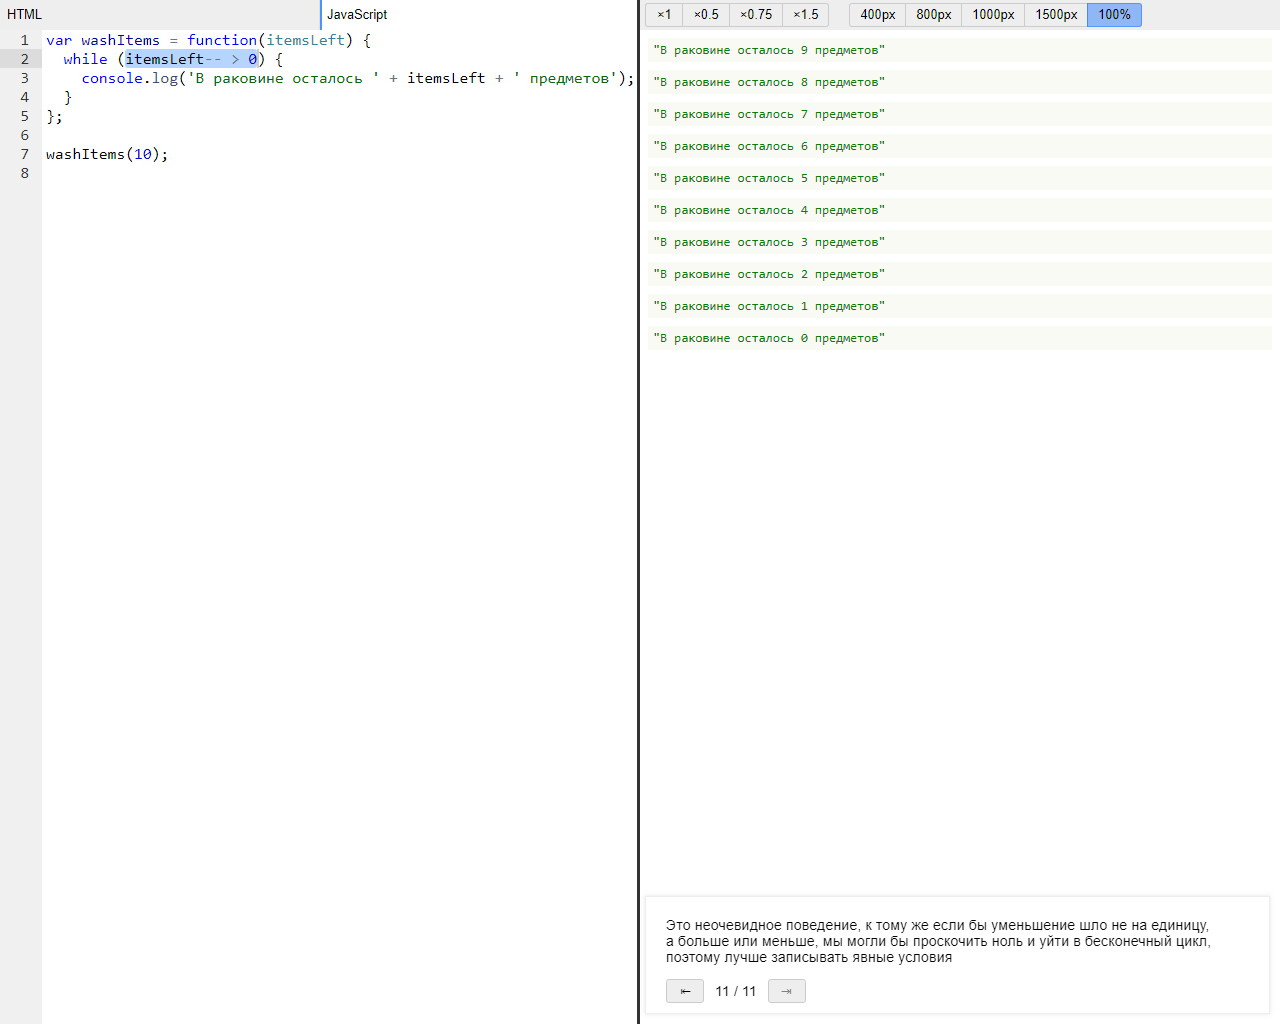 HTML
JavaScript
1 var washItems = function(itemsLeft) {
2 while (itemsLeft-- > 0) {
3 console.log('В раковине осталось ' + itemsLeft + ' предметов');
4 }
5 };
6
7 washItems(10);
8
×1 ×0.5 ×0.75 ×1.5 400px 800px 1000px 1500px 100%
"В раковине осталось 9 предметов"
"В раковине осталось 8 предметов"
"В раковине осталось 7 предметов"
"В раковине осталось 6 предметов"
"В раковине осталось 5 предметов"
"В раковине осталось 4 предметов"
"В раковине осталось 3 предметов"
"В раковине осталось 2 предметов"
"В раковине осталось 1 предметов"
"В раковине осталось 0 предметов"
Это неочевидное поведение, к тому же если бы уменьшение шло не на единицу,
а больше или меньше, мы могли бы проскочить ноль и уйти в бесконечный цикл,
поэтому лучше записывать явные условия
⇤ 11 / 11 ⇥